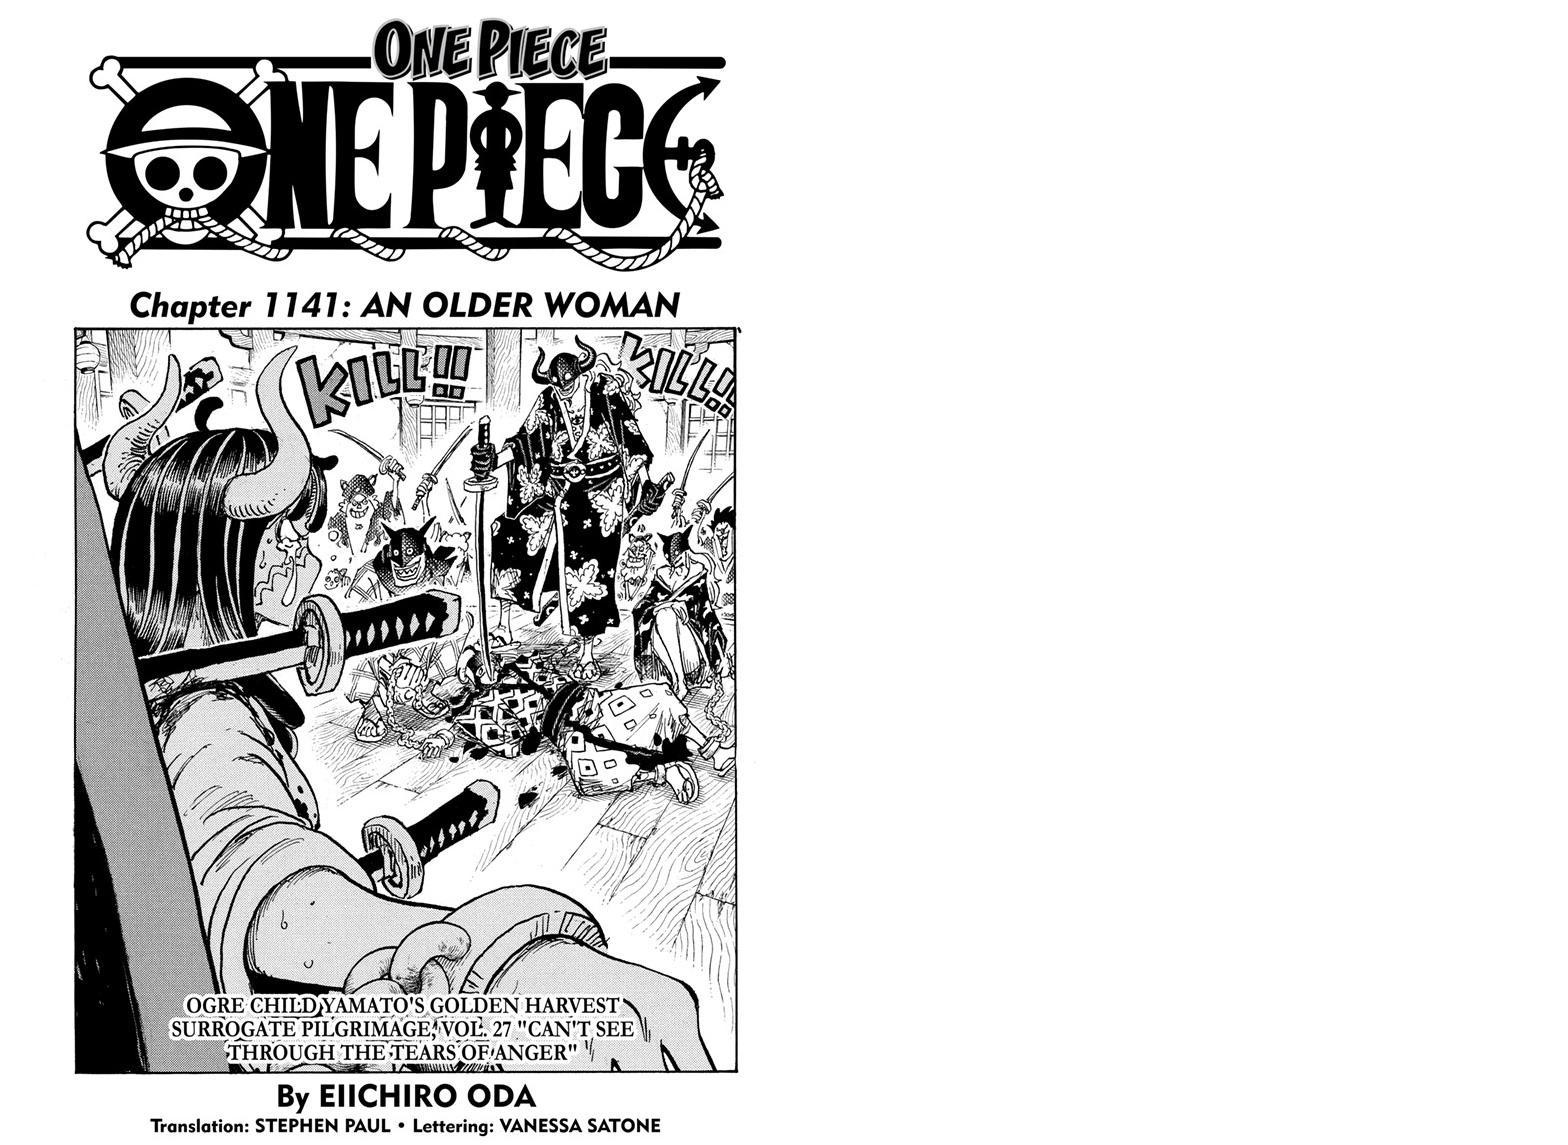 ONE PIECE
ONE PIECE
Chapter 1141: AN OLDER WOMAN
KILL!!
KILL!!
OGRE CHILD YAMATO'S GOLDEN HARVEST
SURROGATE PILGRIMAGE, VOL. 27 "CAN'T SEE
THROUGH THE TEARS OF ANGER"
By EIICHIRO ODA
Translation: STEPHEN PAUL • Lettering: VANESSA SATONE